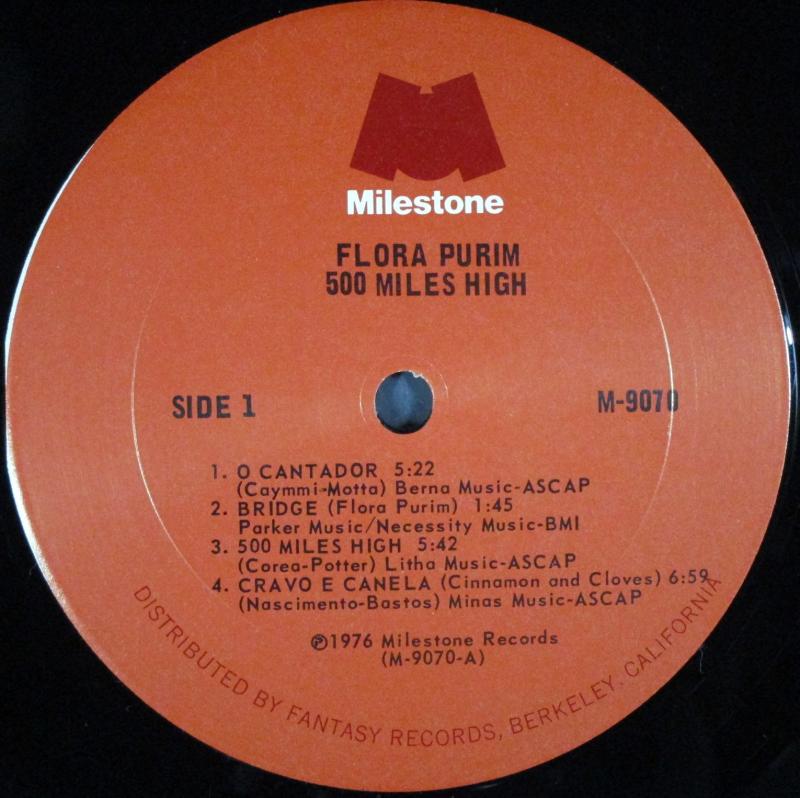 Milestone
FLORA PURIM
500 MILES HIGH
SIDE 1
M-9070
1. O CANTADOR 5:22
(Caymmi-Motta) Berna Music-ASCAP
2. BRIDGE (Flora Purim) 1:45
Parker Music/Necessity Music-BMI
3. 500 MILES HIGH 5:42
(Corea-Potter) Litha Music-ASCAP
4. CRAVO E CANELA (Cinnamon and Cloves) 6:59
(Nascimento-Bastos) Minas Music-ASCAP
℗1976 Milestone Records
(M-9070-A)
DISTRIBUTED BY FANTASY RECORDS, BERKELEY, CALIFORNIA